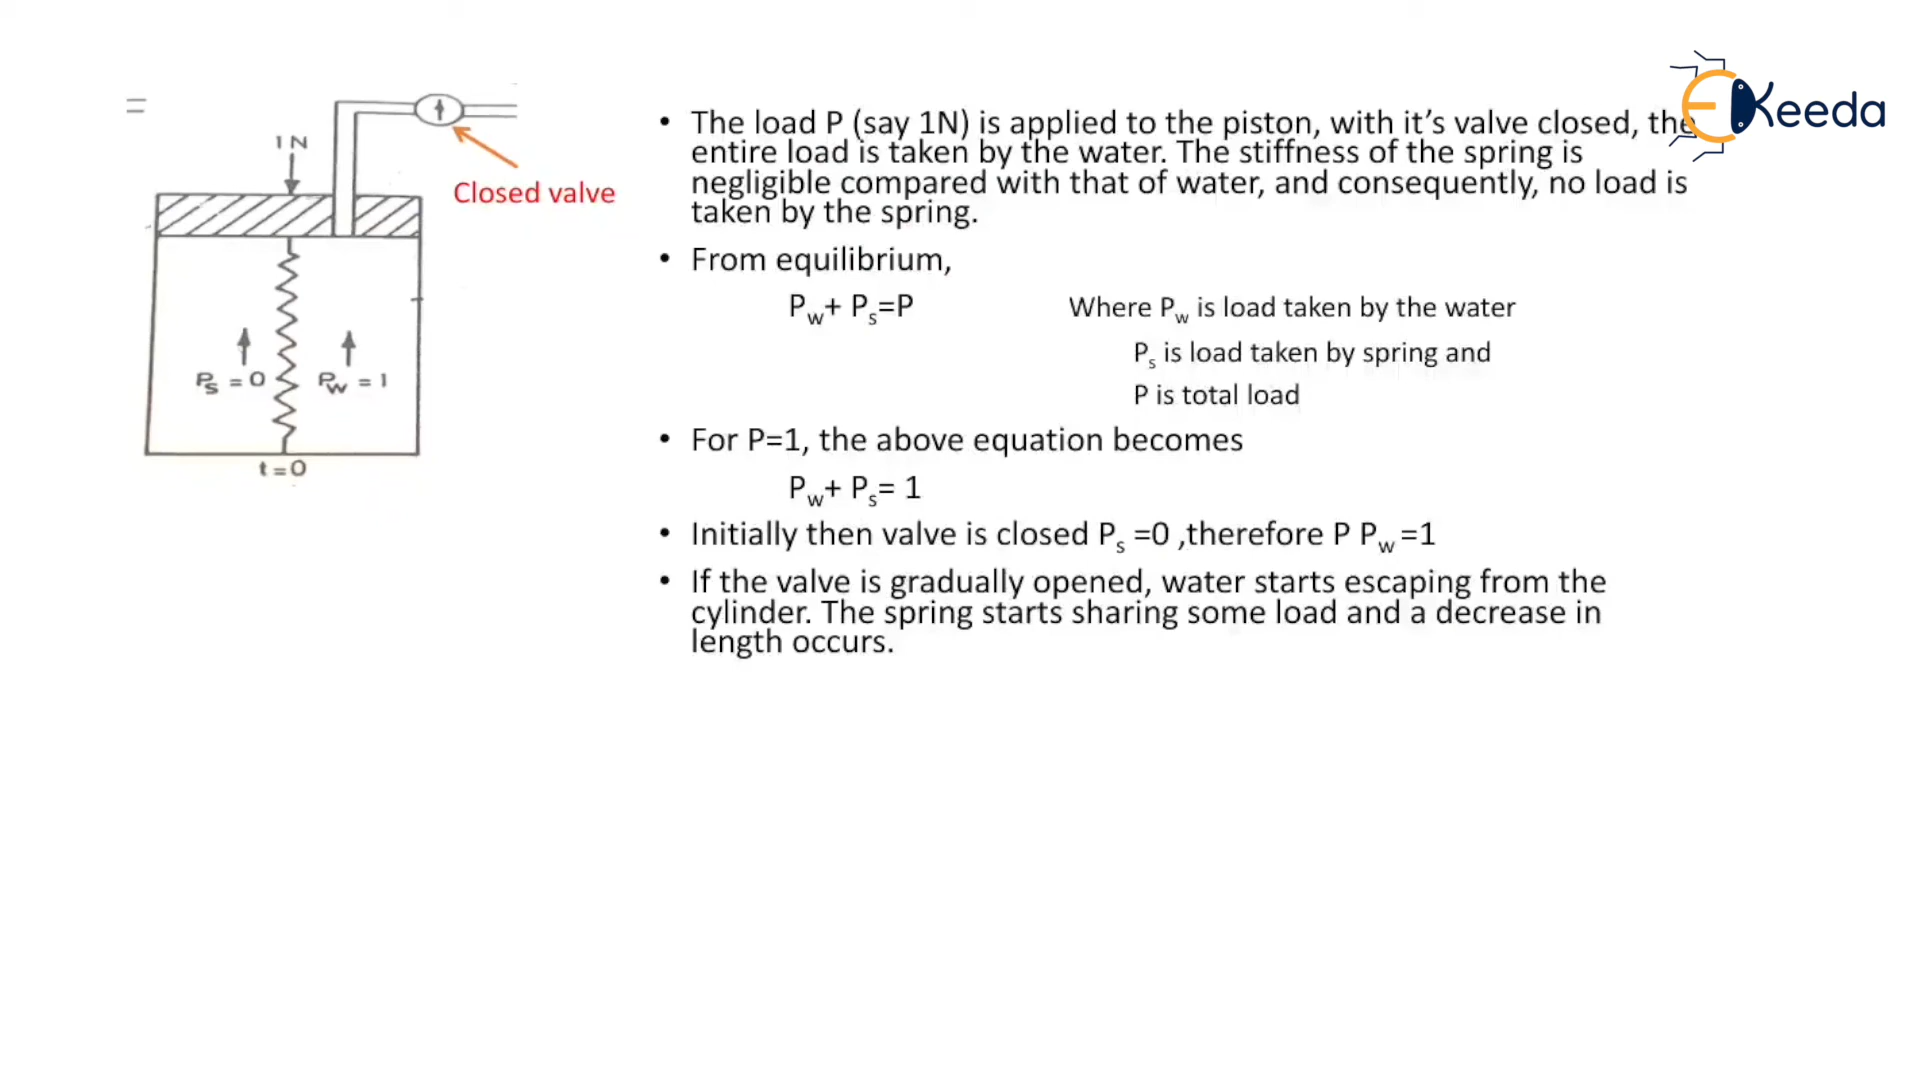 =
1N
Closed valve
Ps = 0
Pw = 1
t = 0
EKeeda
• The load P (say 1N) is applied to the piston, with it’s valve closed, the
entire load is taken by the water. The stiffness of the spring is
negligible compared with that of water, and consequently, no load is
taken by the spring.
• From equilibrium,
Pw+ Ps=P Where Pw is load taken by the water
Ps is load taken by spring and
P is total load
• For P=1, the above equation becomes
Pw+ Ps= 1
• Initially then valve is closed Ps =0 ,therefore P Pw =1
• If the valve is gradually opened, water starts escaping from the
cylinder. The spring starts sharing some load and a decrease in
length occurs.